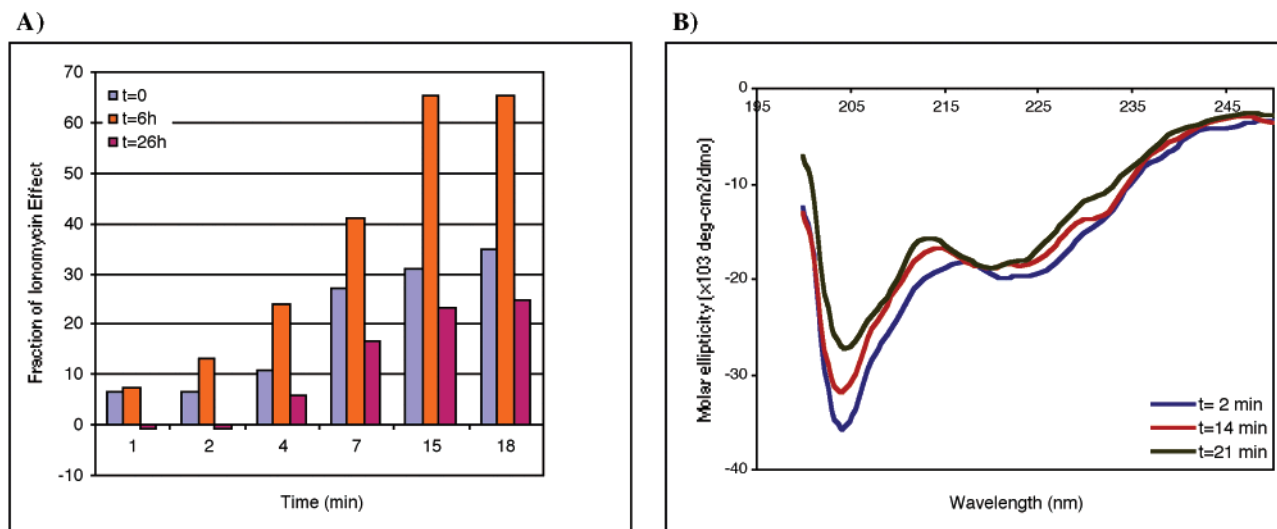 A)
70
60
50
40
30
20
10
0
-10
t=0
t=6h
t=26h
Fraction of Ionomycin Effect
1 2 4 7 15 18
Time (min)
B)
0
-10
-20
-30
-40
195 205 215 225 235 245
Molar ellipticity [×103 deg-cm2/dmo]
t= 2 min
t=14 min
t=21 min
Wavelength (nm)